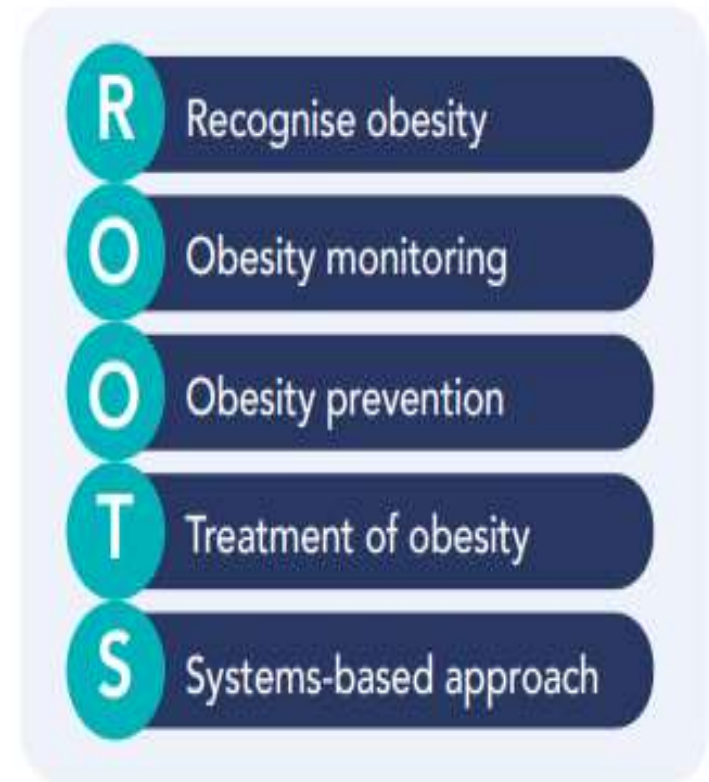 R Recognise obesity
O Obesity monitoring
O Obesity prevention
T Treatment of obesity
S Systems-based approach